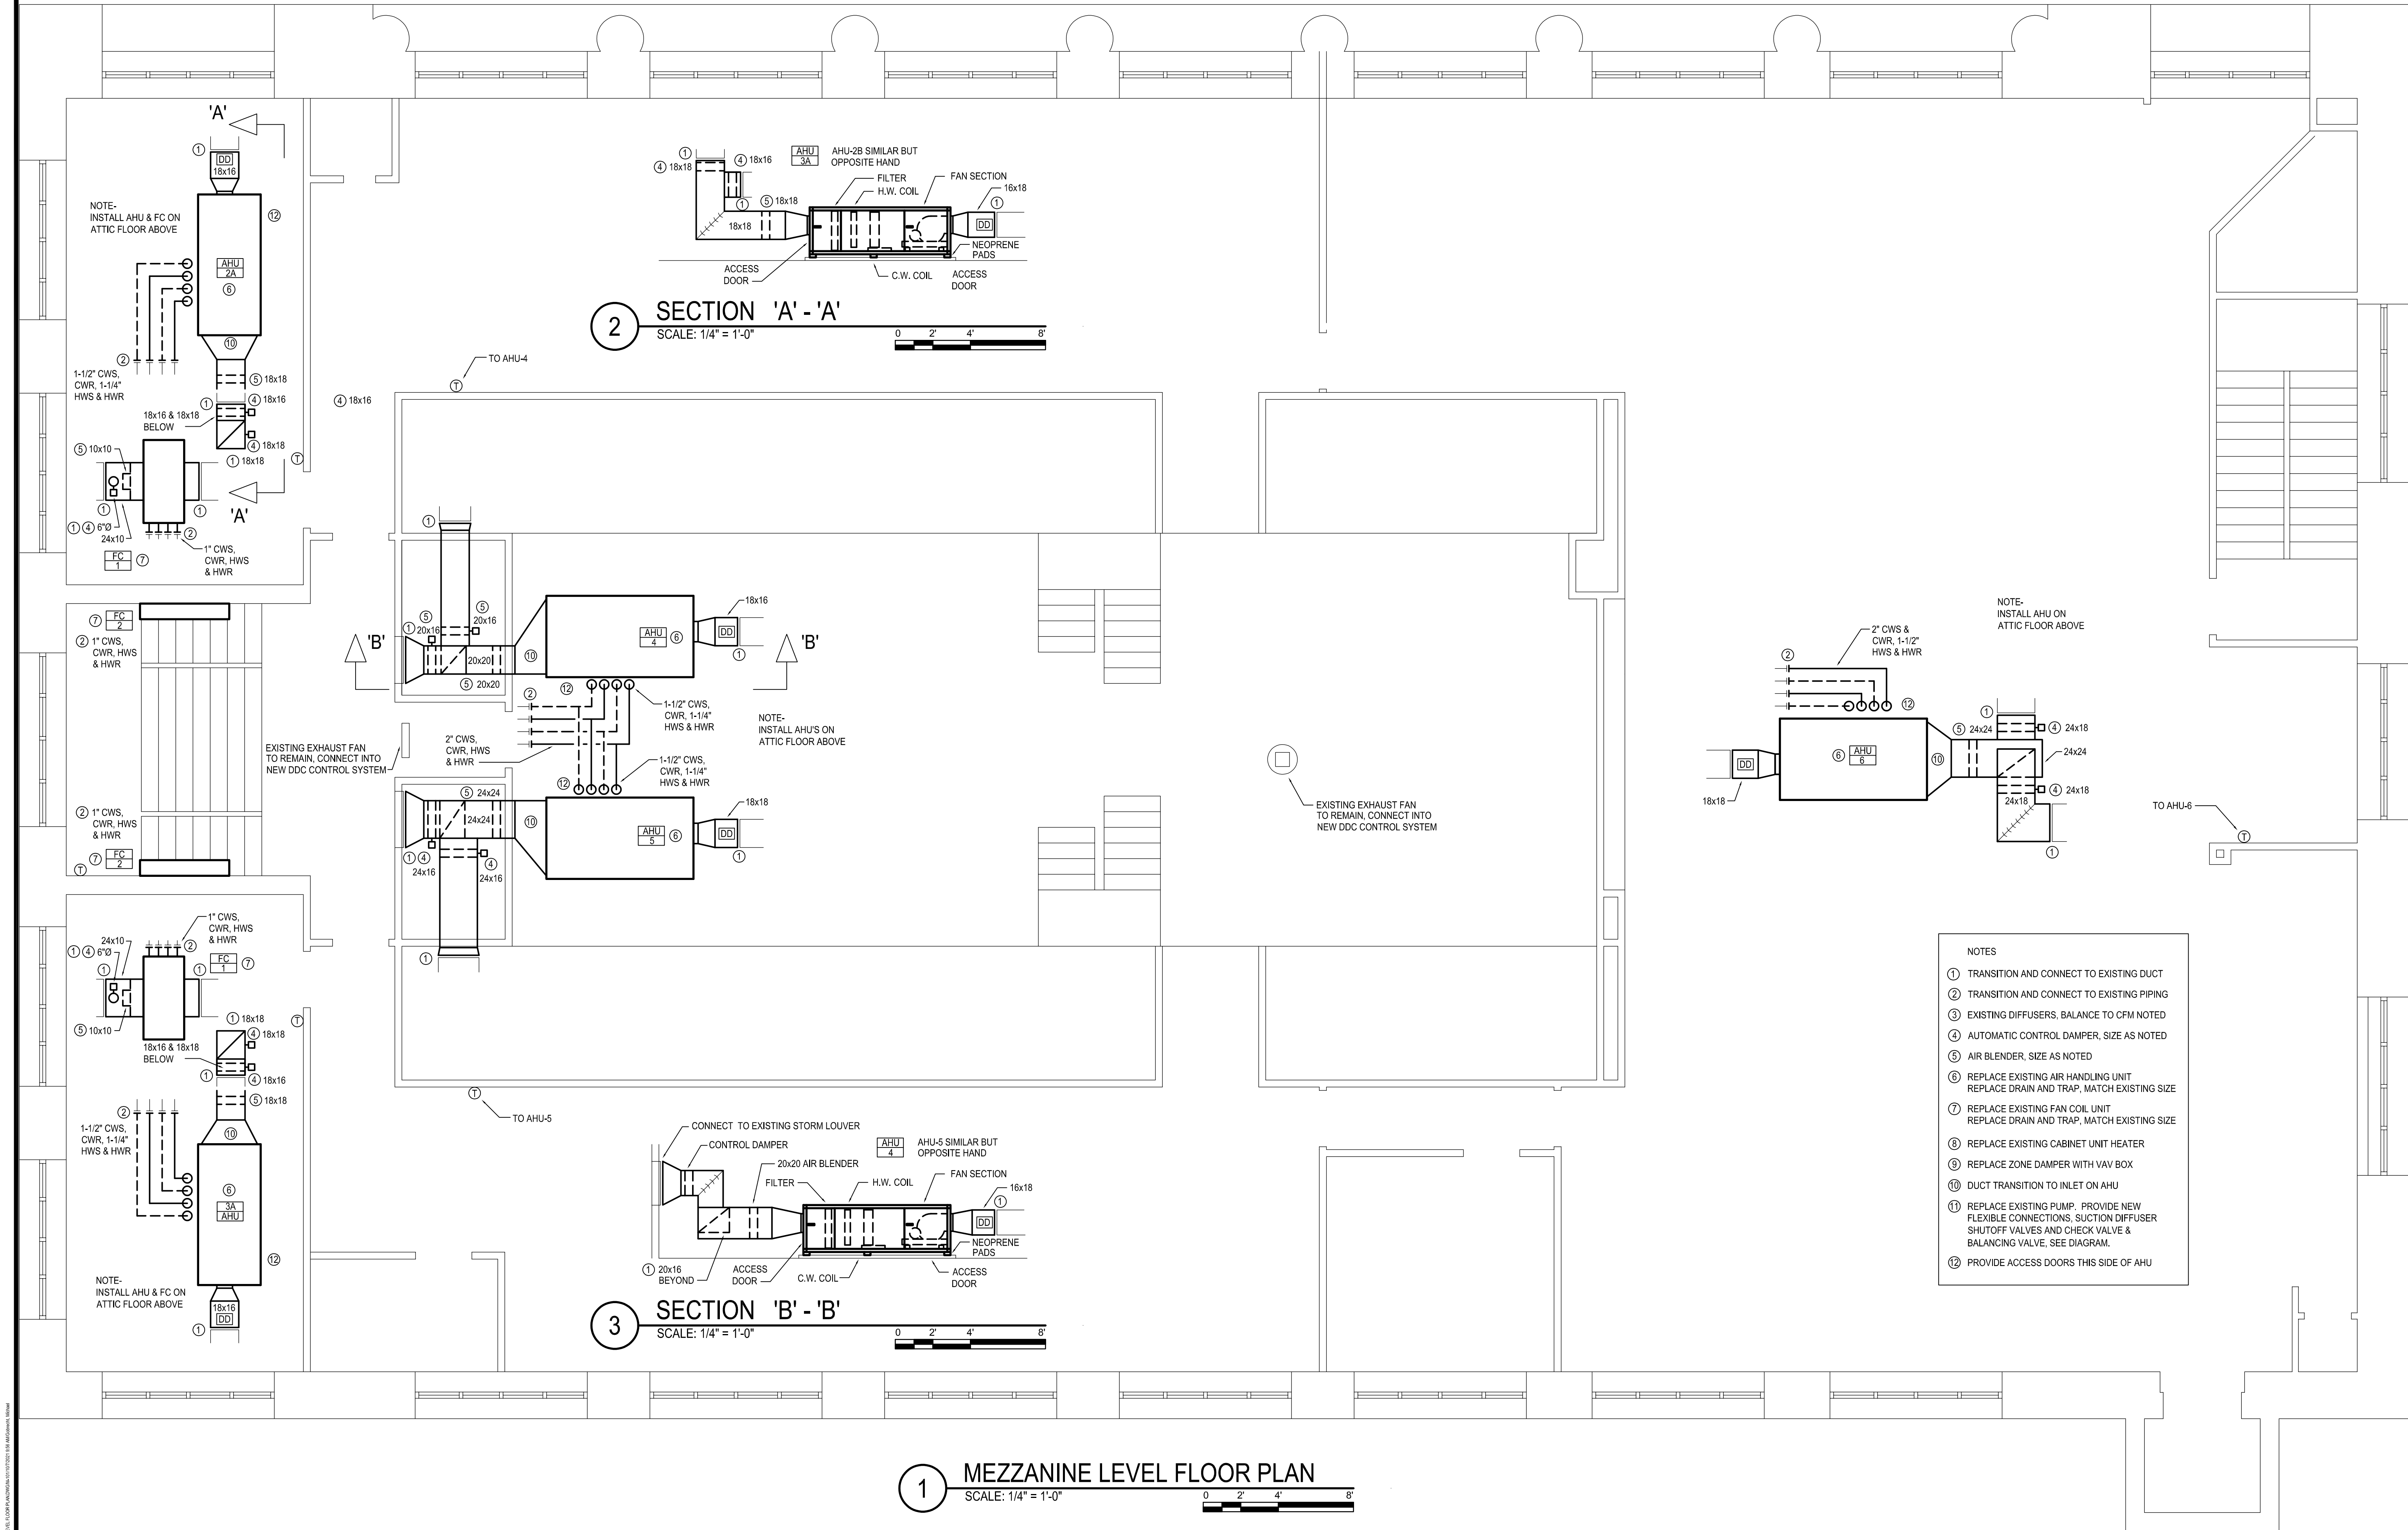 'A'
1
DD
18x16
12
NOTE-
INSTALL AHU & FC ON
ATTIC FLOOR ABOVE
AHU
2A
6
10
2
1-1/2" CWS,
CWR, 1-1/4"
HWS & HWR
5 18x18
1
4 18x16
18x16 & 18x18
BELOW
4 18x18
1 18x18
T
5 10x10
1
1
'A'
1 4 6"Ø
24x10
2
1" CWS,
CWR, HWS
& HWR
FC
1
7
4 18x16
1
4 18x18
4 18x16
AHU
3A
AHU-2B SIMILAR BUT
OPPOSITE HAND
FILTER
H.W. COIL
FAN SECTION
16x18
1
1
5 18x18
18x18
DD
NEOPRENE
PADS
ACCESS
DOOR
C.W. COIL
ACCESS
DOOR
2
SECTION 'A' - 'A'
SCALE: 1/4" = 1'-0"
0 2' 4' 8'
TO AHU-4
T
7
FC
2
2 1" CWS,
CWR, HWS
& HWR
2 1" CWS,
CWR, HWS
& HWR
7
FC
2
T
EXISTING EXHAUST FAN
TO REMAIN, CONNECT INTO
NEW DDC CONTROL SYSTEM
1
5
20x16
5
1 20x16
20x20
5 20x20
10
'B'
AHU
4
6
18x16
DD
1
'B'
12
2
1-1/2" CWS,
CWR, 1-1/4"
HWS & HWR
NOTE-
INSTALL AHU'S ON
ATTIC FLOOR ABOVE
2" CWS,
CWR, HWS
& HWR
1-1/2" CWS,
CWR, 1-1/4"
HWS & HWR
12
5 24x24
24x24
10
AHU
5
6
18x18
DD
1
1 4
24x16
4
24x16
1
EXISTING EXHAUST FAN
TO REMAIN, CONNECT INTO
NEW DDC CONTROL SYSTEM
NOTE-
INSTALL AHU ON
ATTIC FLOOR ABOVE
2" CWS &
CWR, 1-1/2"
HWS & HWR
2
12
1
5 24x24
4 24x18
24x24
DD
6
AHU
6
10
4 24x18
24x18
18x18
1
TO AHU-6
T
1" CWS,
CWR, HWS
& HWR
24x10
1 4 6"Ø
2
FC
1
7
1
1
5 10x10
1 18x18
T
4 18x18
18x16 & 18x18
BELOW
1
4 18x16
5 18x18
2
1-1/2" CWS,
CWR, 1-1/4"
HWS & HWR
10
6
3A
AHU
12
NOTE-
INSTALL AHU & FC ON
ATTIC FLOOR ABOVE
18x16
DD
1
T
TO AHU-5
CONNECT TO EXISTING STORM LOUVER
CONTROL DAMPER
AHU
4
AHU-5 SIMILAR BUT
OPPOSITE HAND
20x20 AIR BLENDER
FILTER
H.W. COIL
FAN SECTION
16x18
1
DD
NEOPRENE
PADS
1 20x16
BEYOND
ACCESS
DOOR
C.W. COIL
ACCESS
DOOR
3
SECTION 'B' - 'B'
SCALE: 1/4" = 1'-0"
0 2' 4' 8'
NOTES
1 TRANSITION AND CONNECT TO EXISTING DUCT
2 TRANSITION AND CONNECT TO EXISTING PIPING
3 EXISTING DIFFUSERS, BALANCE TO CFM NOTED
4 AUTOMATIC CONTROL DAMPER, SIZE AS NOTED
5 AIR BLENDER, SIZE AS NOTED
6 REPLACE EXISTING AIR HANDLING UNIT
REPLACE DRAIN AND TRAP, MATCH EXISTING SIZE
7 REPLACE EXISTING FAN COIL UNIT
REPLACE DRAIN AND TRAP, MATCH EXISTING SIZE
8 REPLACE EXISTING CABINET UNIT HEATER
9 REPLACE ZONE DAMPER WITH VAV BOX
10 DUCT TRANSITION TO INLET ON AHU
11 REPLACE EXISTING PUMP. PROVIDE NEW
FLEXIBLE CONNECTIONS, SUCTION DIFFUSER
SHUTOFF VALVES AND CHECK VALVE &
BALANCING VALVE, SEE DIAGRAM.
12 PROVIDE ACCESS DOORS THIS SIDE OF AHU
1
MEZZANINE LEVEL FLOOR PLAN
SCALE: 1/4" = 1'-0"
0 2' 4' 8'